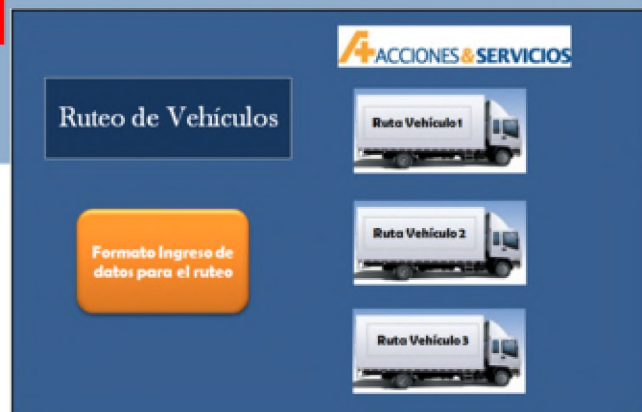 A+ ACCIONES & SERVICIOS
Ruteo de Vehículos
Ruta Vehículo 1
Formato Ingreso de
datos para el ruteo
Ruta Vehículo 2
Ruta Vehículo 3